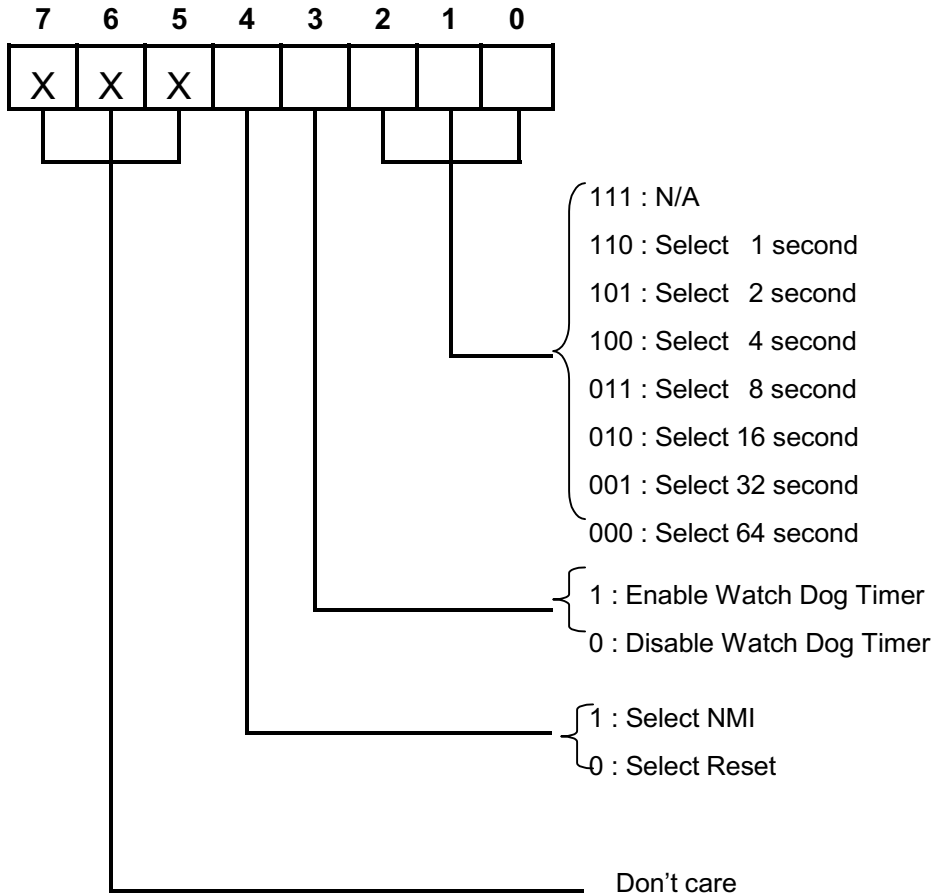 7 6 5 4 3 2 1 0
X X X
111 : N/A
110 : Select 1 second
101 : Select 2 second
100 : Select 4 second
011 : Select 8 second
010 : Select 16 second
001 : Select 32 second
000 : Select 64 second
1 : Enable Watch Dog Timer
0 : Disable Watch Dog Timer
1 : Select NMI
0 : Select Reset
Don't care